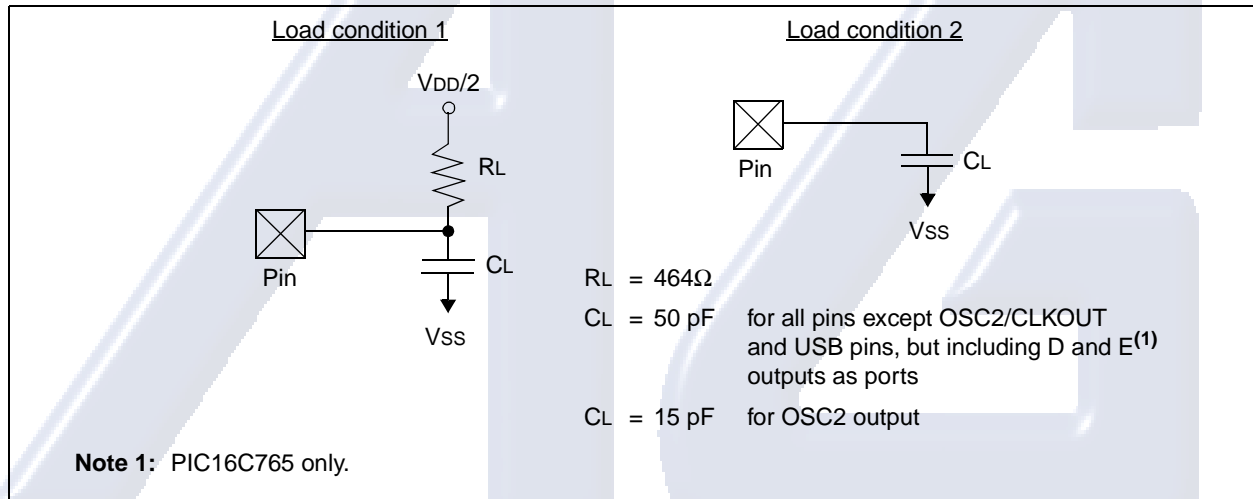 Load condition 1
VDD/2
RL
Pin
CL
VSS
Load condition 2
Pin
CL
VSS
RL = 464Ω
CL = 50 pF for all pins except OSC2/CLKOUT
and USB pins, but including D and E(1)
outputs as ports
CL = 15 pF for OSC2 output
Note 1: PIC16C765 only.